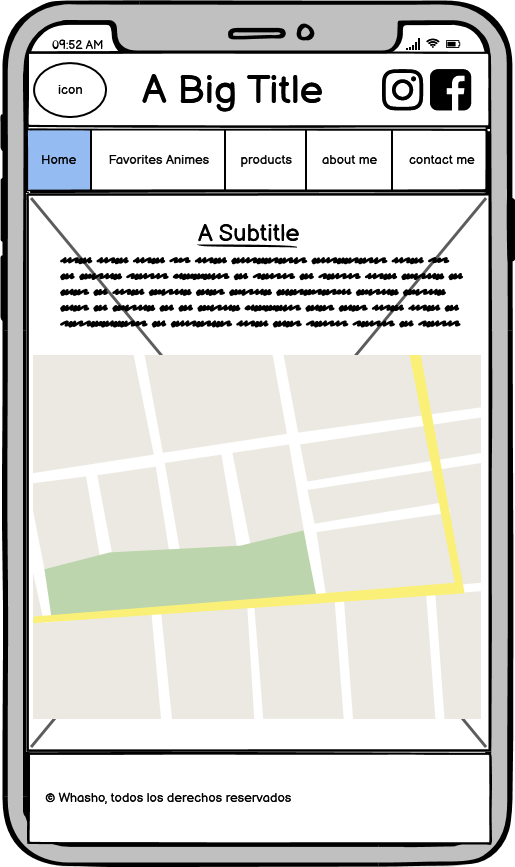 09:52 AM
icon
A Big Title
Home Favorites Animes products about me contact me
A Subtitle
© Whasho, todos los derechos reservados